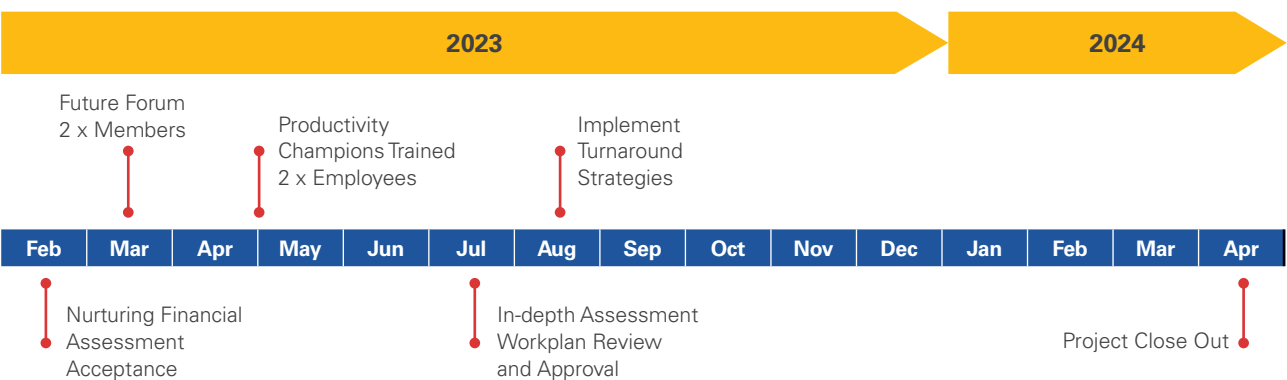 2023
2024
Future Forum
2 x Members
Productivity
Champions Trained
2 x Employees
Implement
Turnaround
Strategies
Feb Mar Apr May Jun Jul Aug Sep Oct Nov Dec Jan Feb Mar Apr
Nurturing Financial
Assessment
Acceptance
In-depth Assessment
Workplan Review
and Approval
Project Close Out